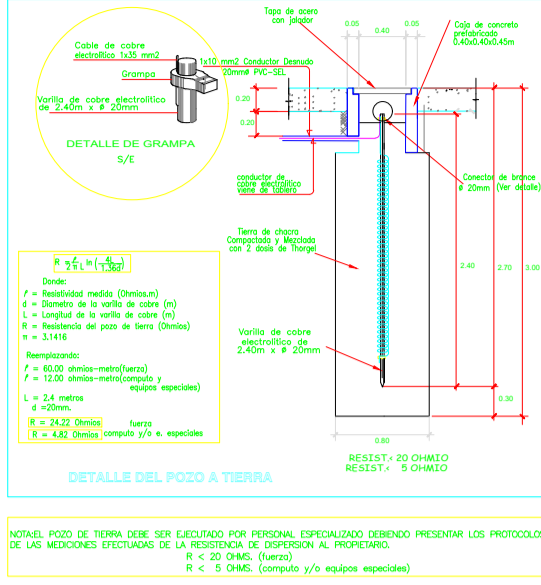 Cable de cobre
electrolitico 1x35 mm2
Grampa
Varilla de cobre electrolitico
de 2.40m x ø 20mm
DETALLE DE GRAMPA
S/E
Tapa de acero
con jalador
0.05
0.40
0.05
Caja de concreto
prefabricado
0.40x0.40x0.45m
1x10 mm2 Conductor Desnudo
20mmø PVC-SEL
0.20
0.20
conductor de
cobre electrolitico
viene de tablero
Conector de bronce
ø 20mm (Ver detalle)
Tierra de chacra
Compactada y Mezclada
con 2 dosis de Thorgel
2.40
2.70
3.00
Varilla de cobre
electrolitico de
2.40m x ø 20mm
0.30
0.80
RESIST.< 20 OHMIO
RESIST.< 5 OHMIO
R = ℓ / 2 π L ln ( 4L / 1.36d )
Donde:
ℓ = Resistividad medida (Ohmios.m)
d = Diametro de la varilla de cobre (m)
L = Longitud de la varilla de cobre (m)
R = Resistencia del pozo de tierra (Ohmios)
π = 3.1416
Reemplazando:
ℓ = 60.00 ohmios-metro(fuerza)
ℓ = 12.00 ohmios-metro(computo y
equipos especiales)
L = 2.4 metros
d =20mm.
R = 24.22 Ohmios fuerza
R = 4.82 Ohmios computo y/o e. especiales
DETALLE DEL POZO A TIERRA
NOTA:EL POZO DE TIERRA DEBE SER EJECUTADO POR PERSONAL ESPECIALIZADO DEBIENDO PRESENTAR LOS PROTOCOLOS
DE LAS MEDICIONES EFECTUADAS DE LA RESISTENCIA DE DISPERSION AL PROPIETARIO.
R < 20 OHMS. (fuerza)
R < 5 OHMS. (computo y/o equipos especiales)